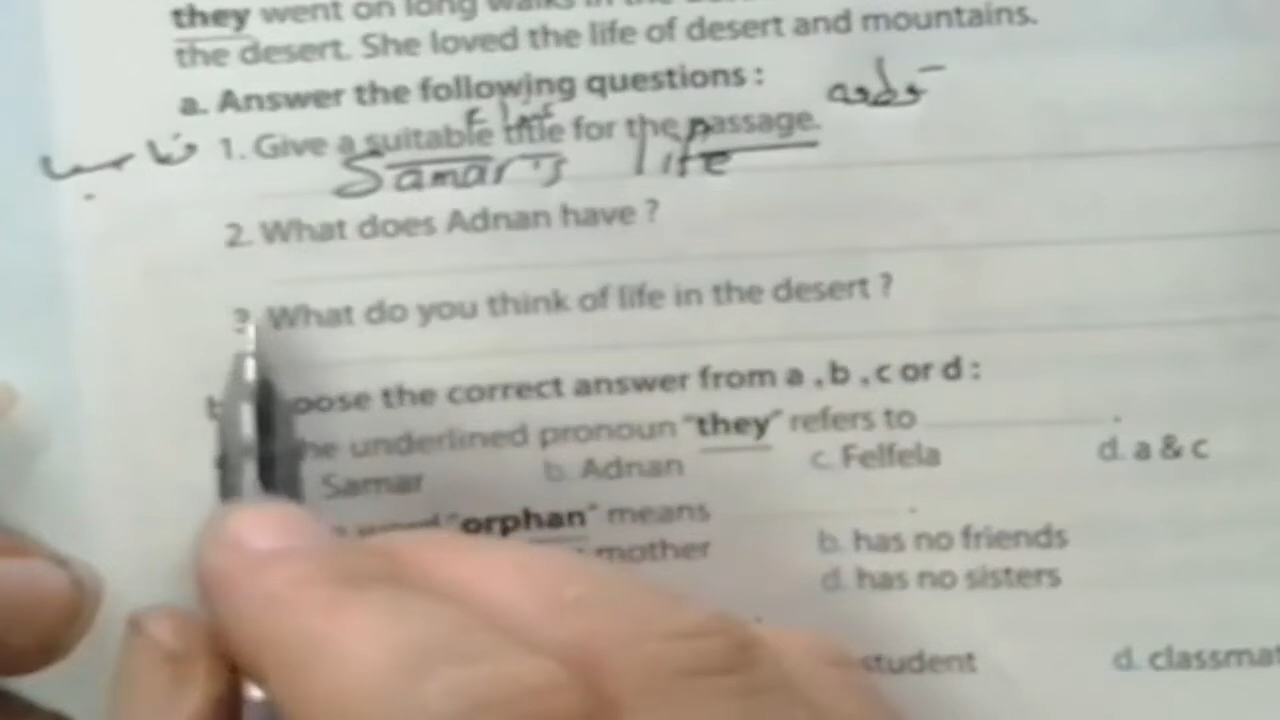 they went on long walks in the
the desert. She loved the life of desert and mountains.
a. Answer the following questions :
قطعه
مناسب
1. Give a suitable title for the passage.
Samar's life
2. What does Adnan have ?
3. What do you think of life in the desert ?
oose the correct answer from a , b , c or d :
he underlined pronoun "they" refers to
Samar b. Adnan c. Felfela d. a & c
"orphan" means
mother b. has no friends
d. has no sisters
student d. classmat